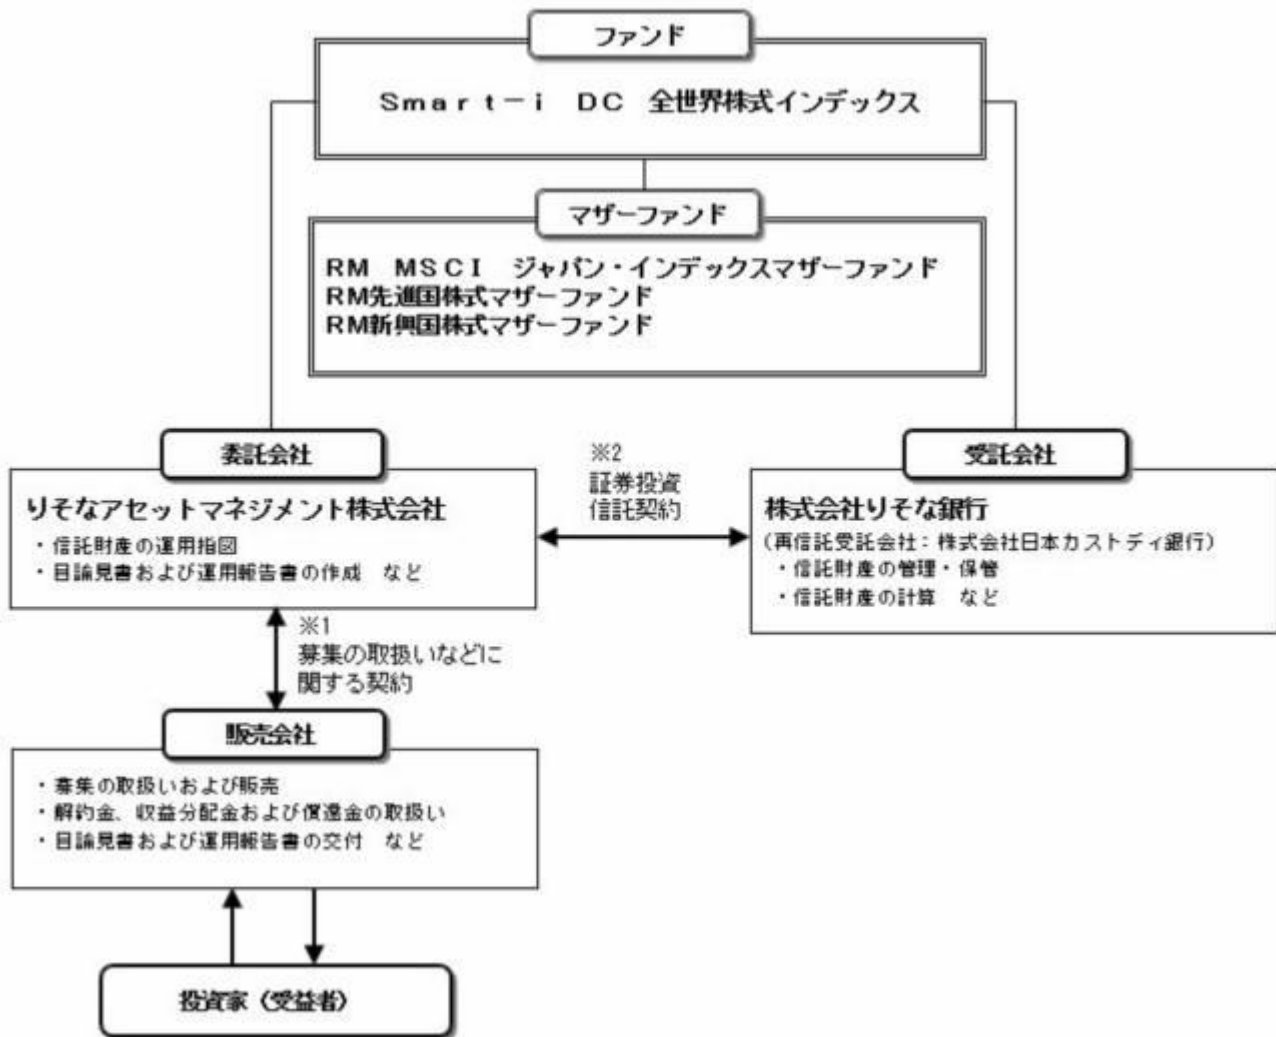 ファンド
Smart－i DC 全世界株式インデックス
マザーファンド
RM MSCI ジャパン・インデックスマザーファンド
RM先進国株式マザーファンド
RM新興国株式マザーファンド
委託会社
りそなアセットマネジメント株式会社
・信託財産の運用指図
・目論見書および運用報告書の作成 など
※2
証券投資
信託契約
受託会社
株式会社りそな銀行
(再信託受託会社：株式会社日本カストディ銀行)
・信託財産の管理・保管
・信託財産の計算 など
※1
募集の取扱いなどに
関する契約
販売会社
・募集の取扱いおよび販売
・解約金、収益分配金および償還金の取扱い
・目論見書および運用報告書の交付 など
投資家（受益者）